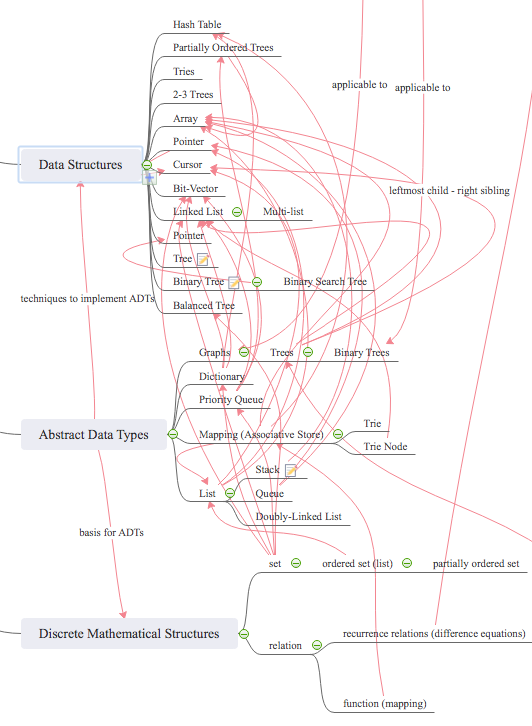 Hash Table
Partially Ordered Trees
Tries
2-3 Trees
applicable to
applicable to
Array
Pointer
Data Structures
Cursor
Bit-Vector
leftmost child - right sibling
Linked List
Multi-list
Pointer
Tree
Binary Tree
Binary Search Tree
techniques to implement ADTs
Balanced Tree
Graphs
Trees
Binary Trees
Dictionary
Priority Queue
Trie
Abstract Data Types
Mapping (Associative Store)
Trie Node
Stack
List
Queue
Doubly-Linked List
basis for ADTs
set
ordered set (list)
partially ordered set
Discrete Mathematical Structures
recurrence relations (difference equations)
relation
function (mapping)